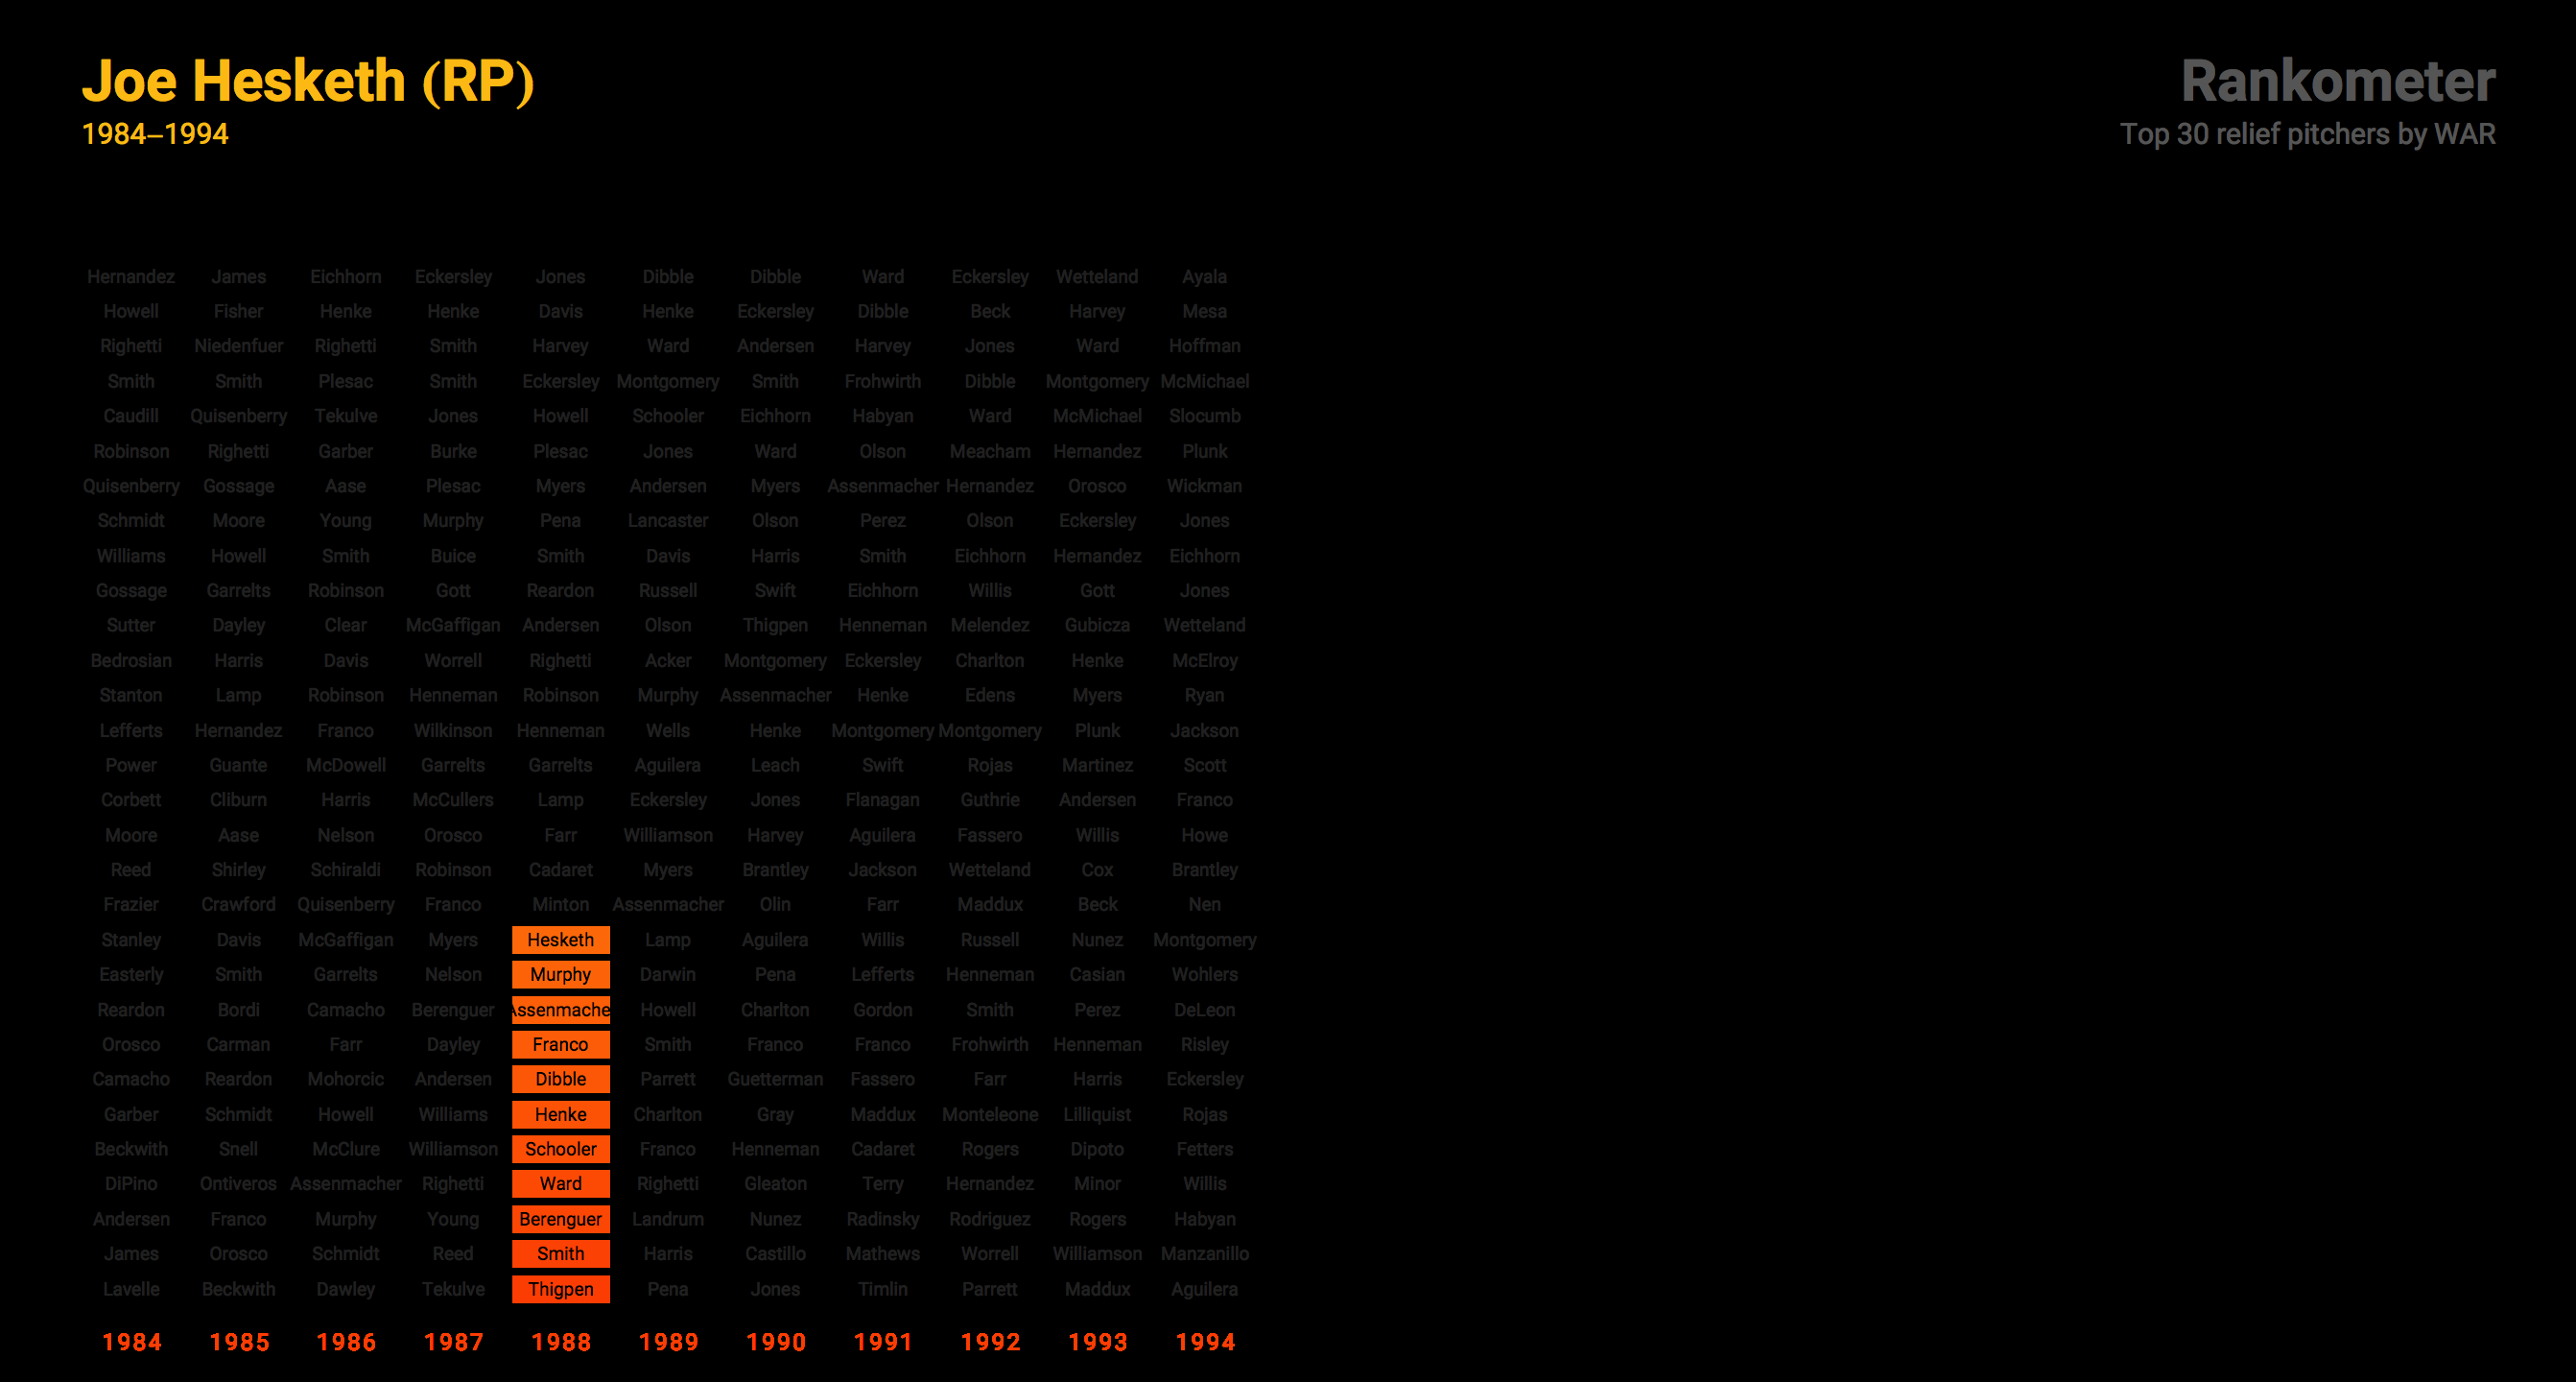 Joe Hesketh (RP)
1984–1994
Rankometer
Top 30 relief pitchers by WAR
Hernandez James Eichhorn Eckersley Jones Dibble Dibble Ward Eckersley Wetteland Ayala
Howell Fisher Henke Henke Davis Henke Eckersley Dibble Beck Harvey Mesa
Righetti Niedenfuer Righetti Smith Harvey Ward Andersen Harvey Jones Ward Hoffman
Smith Smith Plesac Smith Eckersley Montgomery Smith Frohwirth Dibble Montgomery McMichael
Caudill Quisenberry Tekulve Jones Howell Schooler Eichhorn Habyan Ward McMichael Slocumb
Robinson Righetti Garber Burke Plesac Jones Ward Olson Meacham Hernandez Plunk
Quisenberry Gossage Aase Plesac Myers Andersen Myers Assenmacher Hernandez Orosco Wickman
Schmidt Moore Young Murphy Pena Lancaster Olson Perez Olson Eckersley Jones
Williams Howell Smith Buice Smith Davis Harris Smith Eichhorn Hernandez Eichhorn
Gossage Garrelts Robinson Gott Reardon Russell Swift Eichhorn Willis Gott Jones
Sutter Dayley Clear McGaffigan Andersen Olson Thigpen Henneman Melendez Gubicza Wetteland
Bedrosian Harris Davis Worrell Righetti Acker Montgomery Eckersley Charlton Henke McElroy
Stanton Lamp Robinson Henneman Robinson Murphy Assenmacher Henke Edens Myers Ryan
Lefferts Hernandez Franco Wilkinson Henneman Wells Henke Montgomery Montgomery Plunk Jackson
Power Guante McDowell Garrelts Garrelts Aguilera Leach Swift Rojas Martinez Scott
Corbett Cliburn Harris McCullers Lamp Eckersley Jones Flanagan Guthrie Andersen Franco
Moore Aase Nelson Orosco Farr Williamson Harvey Aguilera Fassero Willis Howe
Reed Shirley Schiraldi Robinson Cadaret Myers Brantley Jackson Wetteland Cox Brantley
Frazier Crawford Quisenberry Franco Minton Assenmacher Olin Farr Maddux Beck Nen
Stanley Davis McGaffigan Myers Hesketh Lamp Aguilera Willis Russell Nunez Montgomery
Easterly Smith Garrelts Nelson Murphy Darwin Pena Lefferts Henneman Casian Wohlers
Reardon Bordi Camacho Berenguer Assenmache Howell Charlton Gordon Smith Perez DeLeon
Orosco Carman Farr Dayley Franco Smith Franco Franco Frohwirth Henneman Risley
Camacho Reardon Mohorcic Andersen Dibble Parrett Guetterman Fassero Farr Harris Eckersley
Garber Schmidt Howell Williams Henke Charlton Gray Maddux Monteleone Lilliquist Rojas
Beckwith Snell McClure Williamson Schooler Franco Henneman Cadaret Rogers Dipoto Fetters
DiPino Ontiveros Assenmacher Righetti Ward Righetti Gleaton Terry Hernandez Minor Willis
Andersen Franco Murphy Young Berenguer Landrum Nunez Radinsky Rodriguez Rogers Habyan
James Orosco Schmidt Reed Smith Harris Castillo Mathews Worrell Williamson Manzanillo
Lavelle Beckwith Dawley Tekulve Thigpen Pena Jones Timlin Parrett Maddux Aguilera
1984 1985 1986 1987 1988 1989 1990 1991 1992 1993 1994